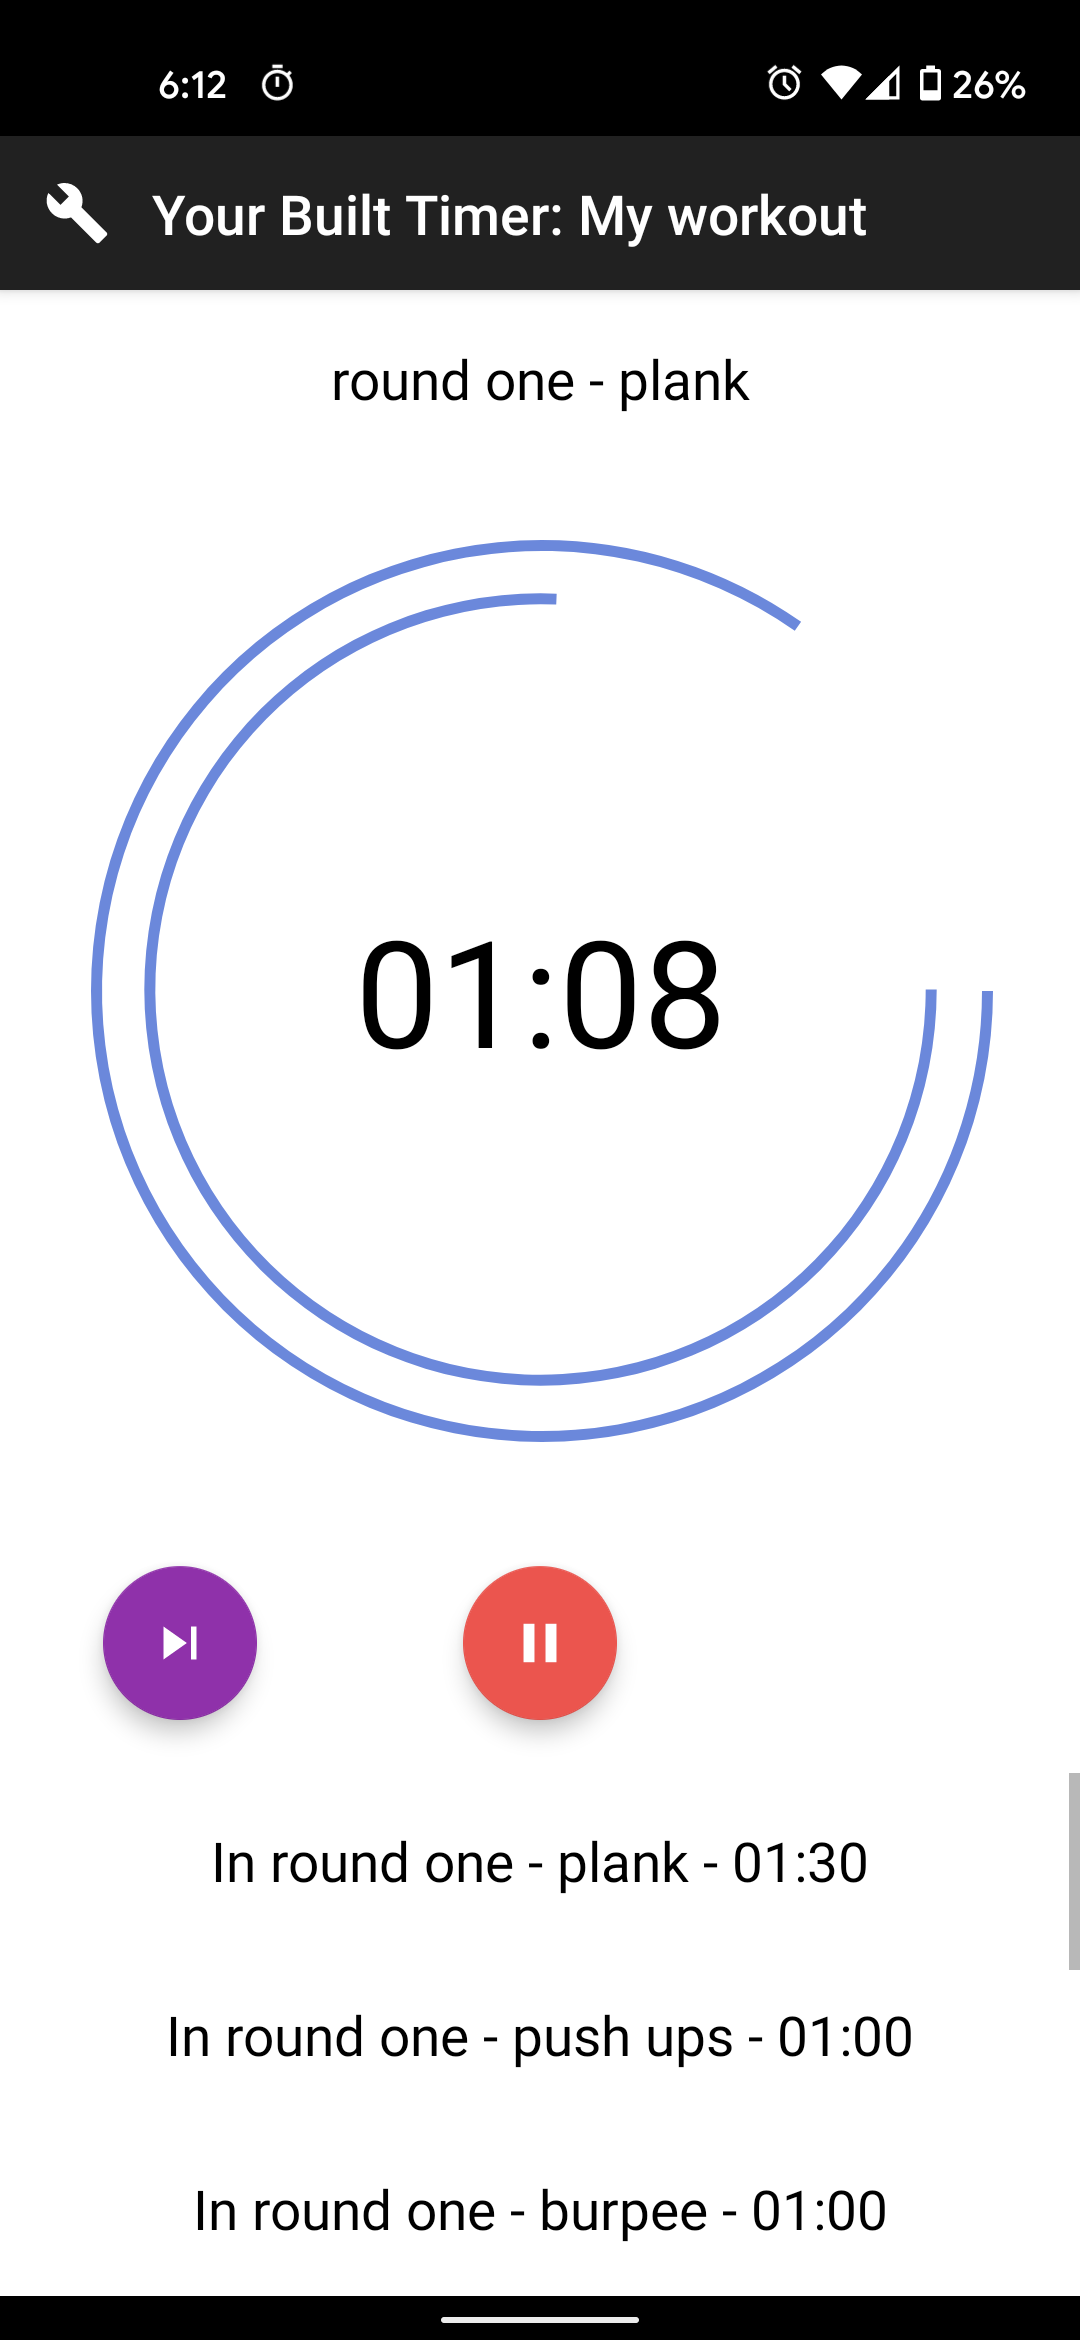 6:12 26%
Your Built Timer: My workout
round one - plank
01:08
In round one - plank - 01:30
In round one - push ups - 01:00
In round one - burpee - 01:00